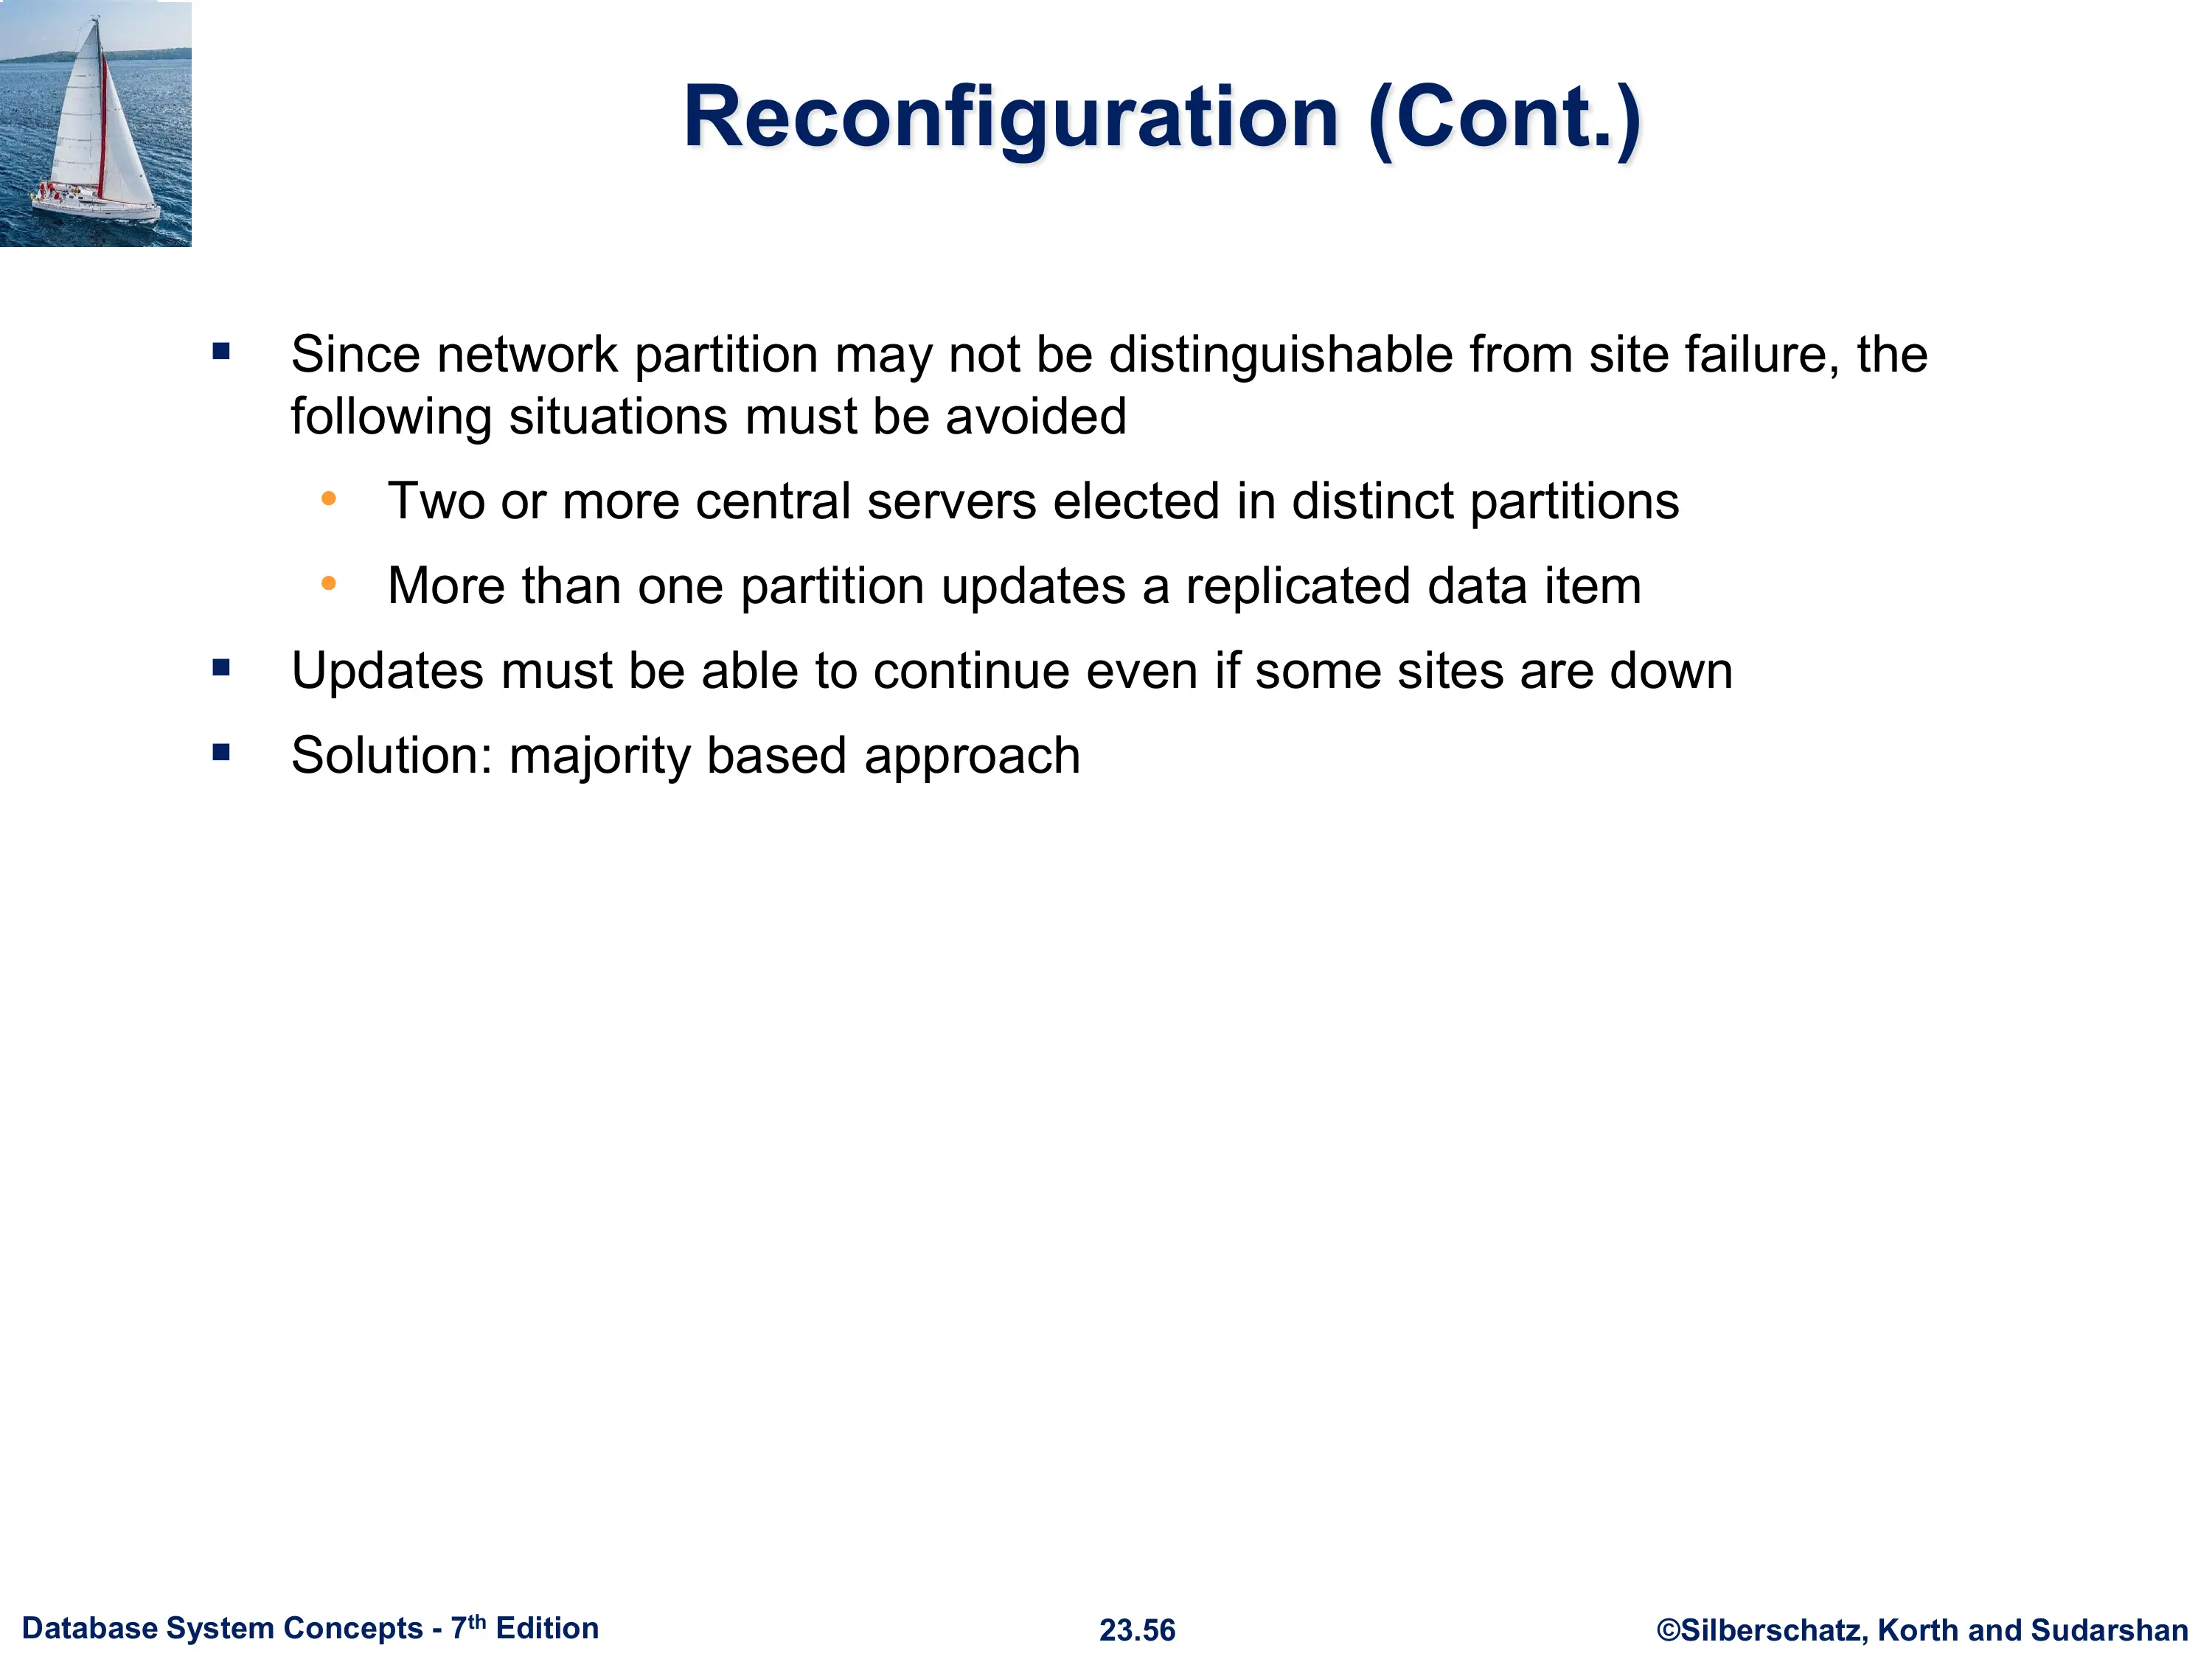 Reconfiguration (Cont.)
▪ Since network partition may not be distinguishable from site failure, the
following situations must be avoided
• Two or more central servers elected in distinct partitions
• More than one partition updates a replicated data item
▪ Updates must be able to continue even if some sites are down
▪ Solution: majority based approach
Database System Concepts - 7th Edition
23.56
©Silberschatz, Korth and Sudarshan